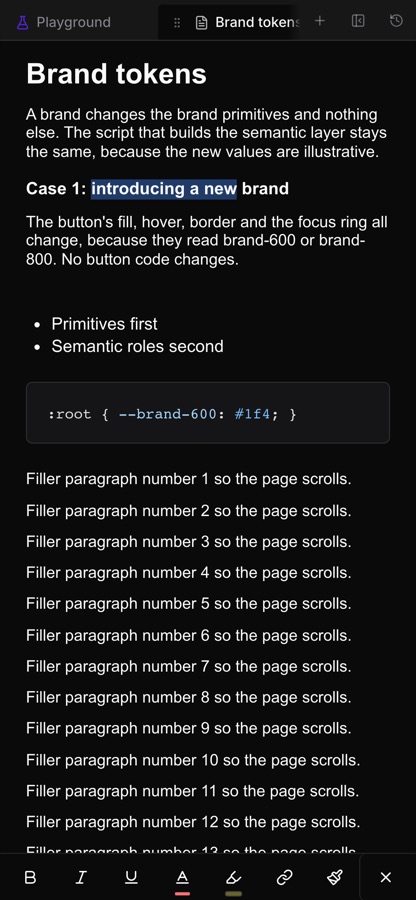 Playground
Brand tokens
Brand tokens
A brand changes the brand primitives and nothing
else. The script that builds the semantic layer stays
the same, because the new values are illustrative.
Case 1: introducing a new brand
The button's fill, hover, border and the focus ring all
change, because they read brand-600 or brand-
800. No button code changes.
• Primitives first
• Semantic roles second
:root { --brand-600: #1f4; }
Filler paragraph number 1 so the page scrolls.
Filler paragraph number 2 so the page scrolls.
Filler paragraph number 3 so the page scrolls.
Filler paragraph number 4 so the page scrolls.
Filler paragraph number 5 so the page scrolls.
Filler paragraph number 6 so the page scrolls.
Filler paragraph number 7 so the page scrolls.
Filler paragraph number 8 so the page scrolls.
Filler paragraph number 9 so the page scrolls.
Filler paragraph number 10 so the page scrolls.
Filler paragraph number 11 so the page scrolls.
Filler paragraph number 12 so the page scrolls.
Filler paragraph number 13 so the page scrolls.
B I U A